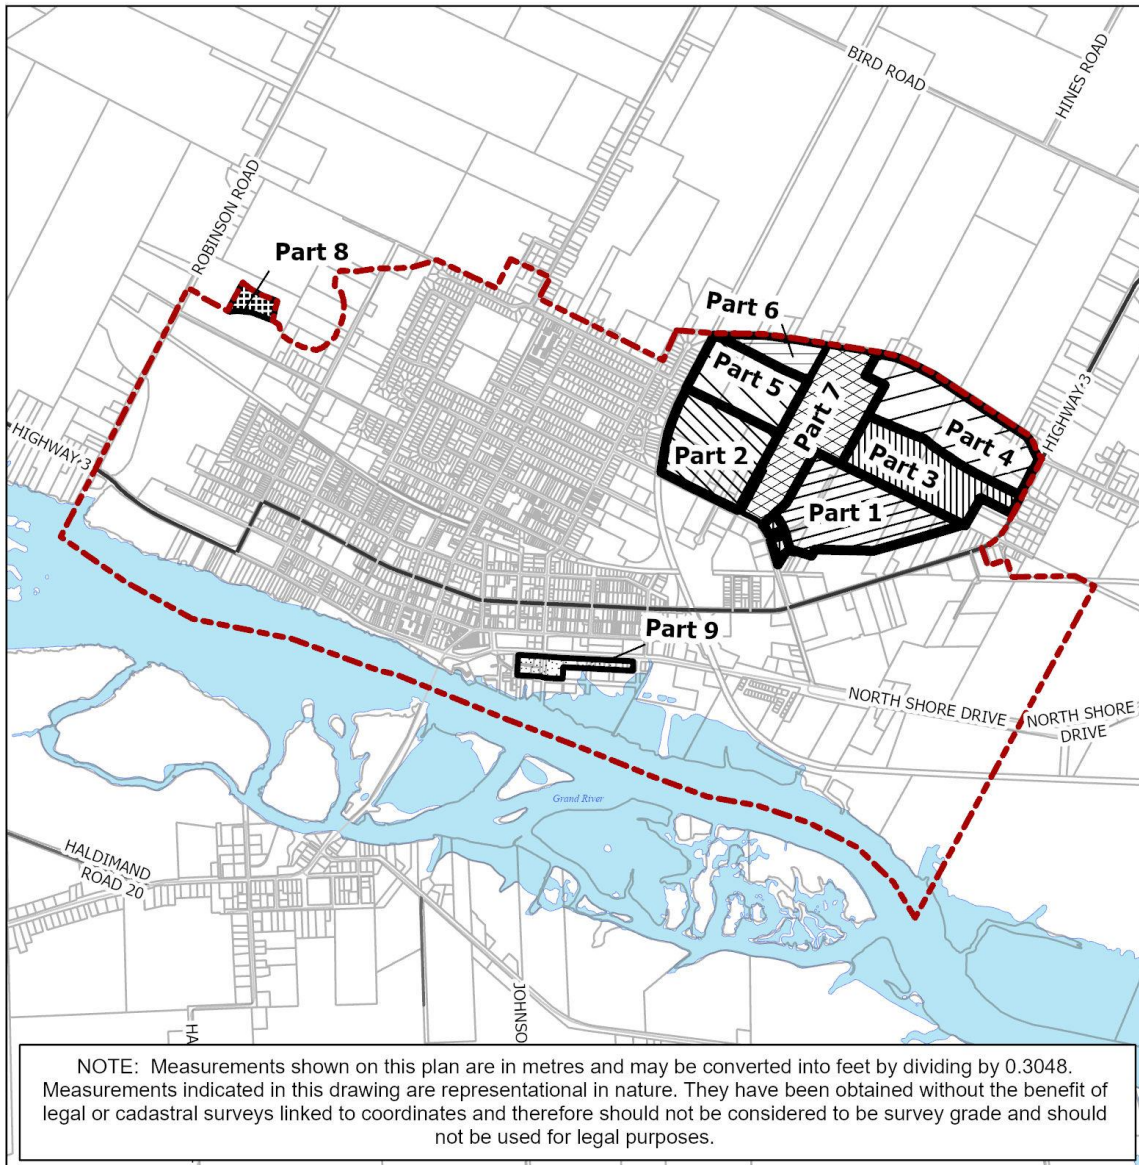 BIRD ROAD
HINES ROAD
ROBINSON ROAD
Part 8
Part 6
Part 5
Part 7
HIGHWAY 3
Part 4
HIGHWAY 3
Part 2
Part 3
Part 1
Part 9
NORTH SHORE DRIVE
NORTH SHORE
DRIVE
Grand River
HALDIMAND
ROAD 20
HA
JOHNSO
NOTE: Measurements shown on this plan are in metres and may be converted into feet by dividing by 0.3048.
Measurements indicated in this drawing are representational in nature. They have been obtained without the benefit of
legal or cadastral surveys linked to coordinates and therefore should not be considered to be survey grade and should
not be used for legal purposes.